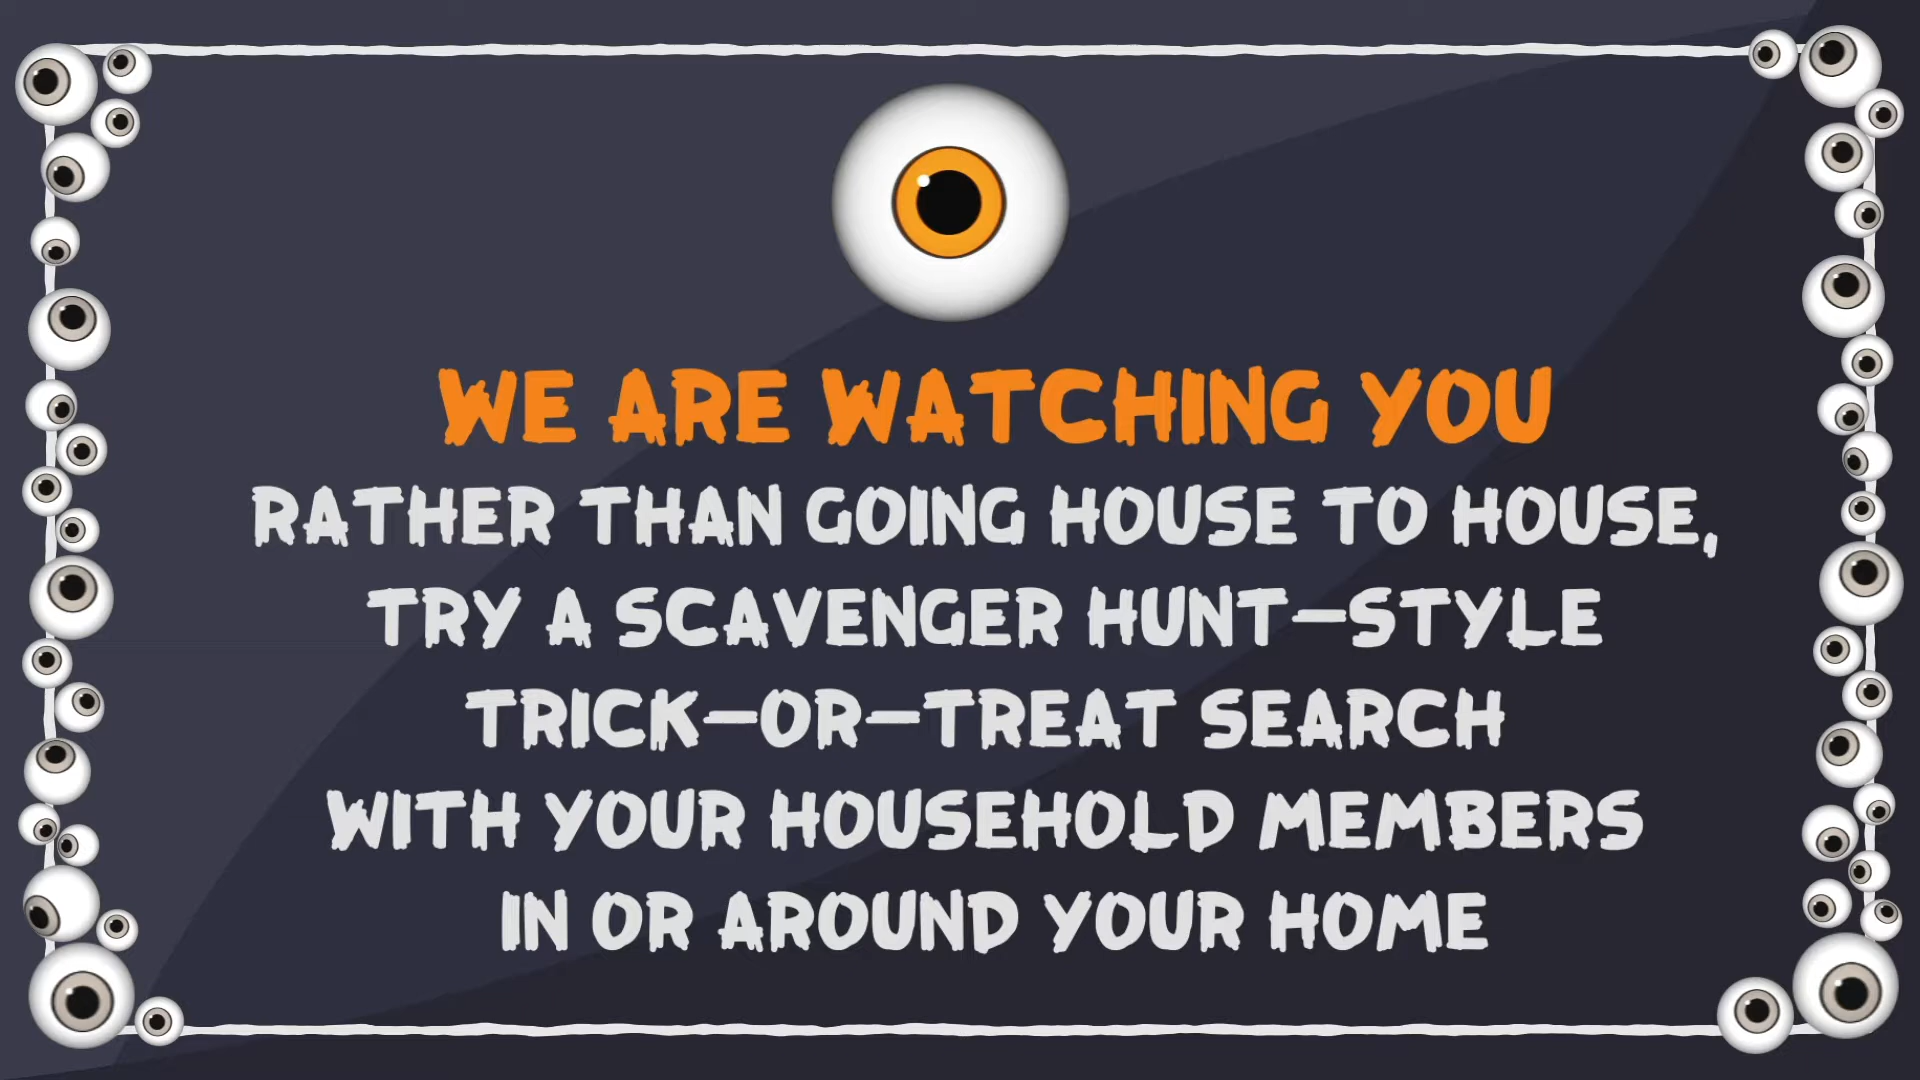 WE ARE WATCHING YOU
RATHER THAN GOING HOUSE TO HOUSE,
TRY A SCAVENGER HUNT-STYLE
TRICK-OR-TREAT SEARCH
WITH YOUR HOUSEHOLD MEMBERS
IN OR AROUND YOUR HOME